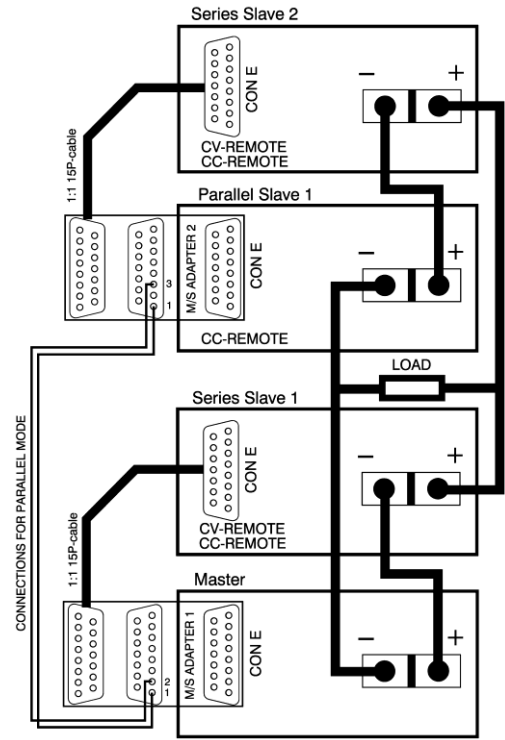 Series Slave 2
− +
CON E
CV-REMOTE
CC-REMOTE
1:1 15P-cable
Parallel Slave 1
− +
3
1
M/S ADAPTER 2
CON E
CC-REMOTE
LOAD
CONNECTIONS FOR PARALLEL MODE
Series Slave 1
− +
CON E
CV-REMOTE
CC-REMOTE
1:1 15P-cable
Master
− +
2
1
M/S ADAPTER 1
CON E